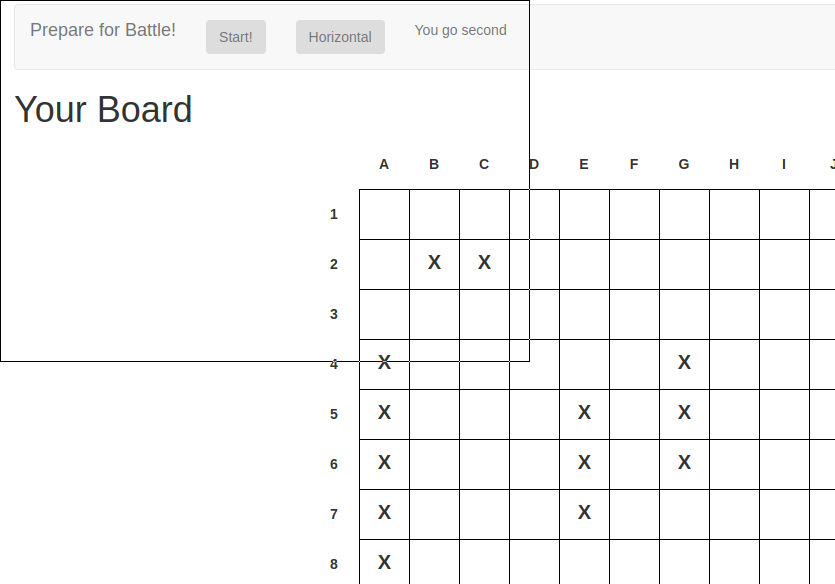 Prepare for Battle! Start! Horizontal You go second
Your Board
A B C D E F G H I J
1
2 X X
3
4 X G X
5 X X X
6 X X X
7 X X
8 X